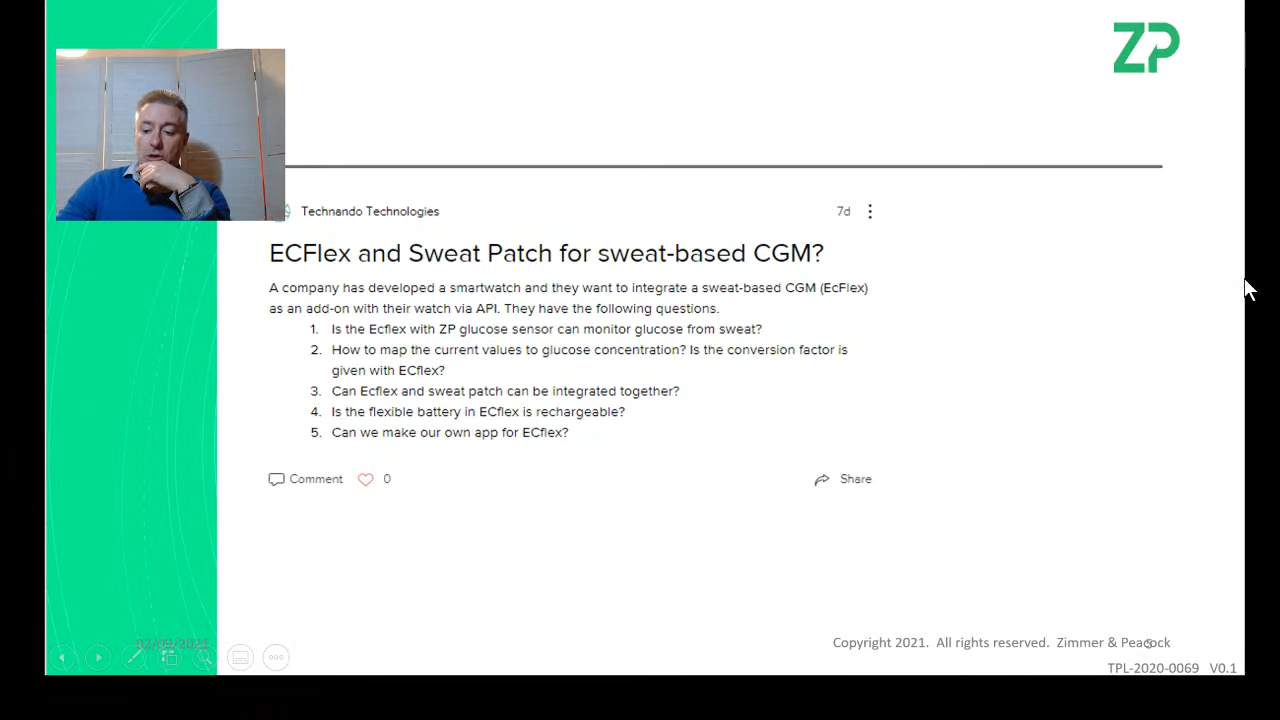 ZP
Technando Technologies
7d
ECFlex and Sweat Patch for sweat-based CGM?
A company has developed a smartwatch and they want to integrate a sweat-based CGM (EcFlex)
as an add-on with their watch via API. They have the following questions.
1. Is the Ecflex with ZP glucose sensor can monitor glucose from sweat?
2. How to map the current values to glucose concentration? Is the conversion factor is
given with ECflex?
3. Can Ecflex and sweat patch can be integrated together?
4. Is the flexible battery in ECflex is rechargeable?
5. Can we make our own app for ECflex?
Comment 0 Share
02/09/2021
Copyright 2021. All rights reserved. Zimmer & Peacock
TPL-2020-0069 V0.1